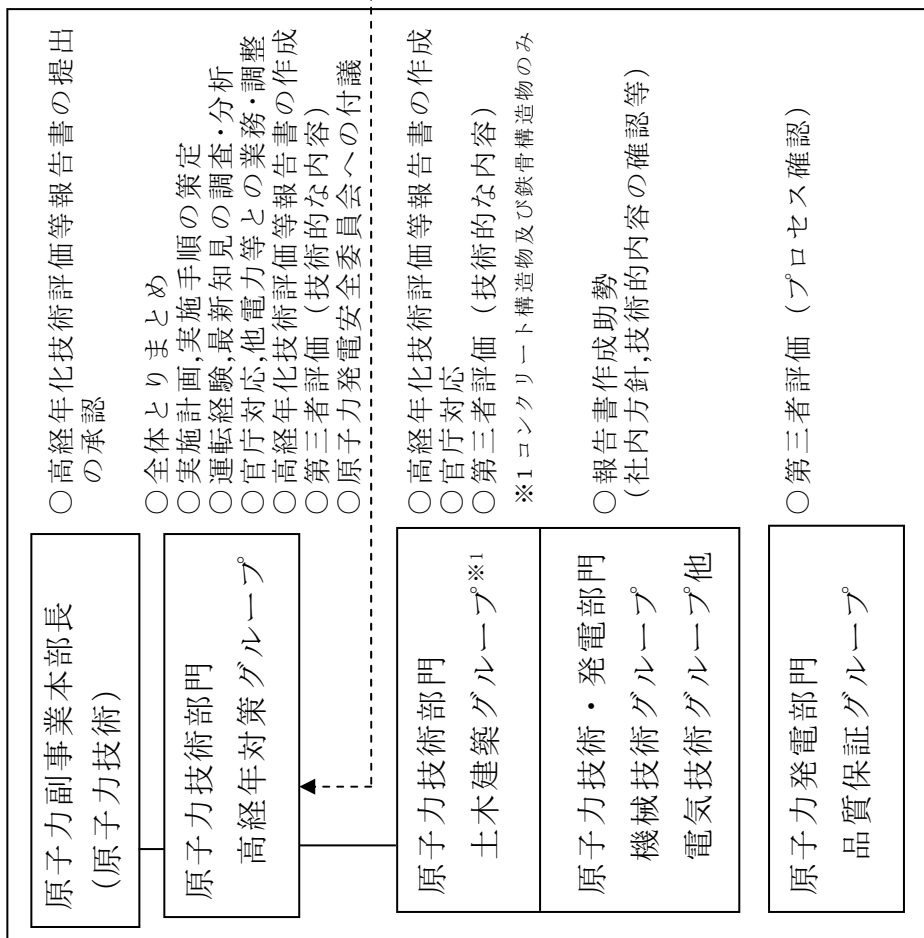 原子力副事業本部長
(原子力技術)
○高経年化技術評価等報告書の提出
の承認
原子力技術部門
高経年対策グループ
○全体とりまとめ
○実施計画,実施手順の策定
○運転経験,最新知見の調査・分析
○官庁対応,他電力等との業務・調整
○高経年化技術評価等報告書の作成
○第三者評価（技術的な内容）
○原子力発電安全委員会への付議
原子力技術部門
土木建築グループ※1
○高経年化技術評価等報告書の作成
○官庁対応
○第三者評価（技術的な内容）
※1 コンクリート構造物及び鉄骨構造物のみ
原子力技術・発電部門
機械技術グループ
電気技術グループ他
○報告書作成助勢
(社内方針,技術的内容の確認等)
原子力発電部門
品質保証グループ
○第三者評価（プロセス確認）